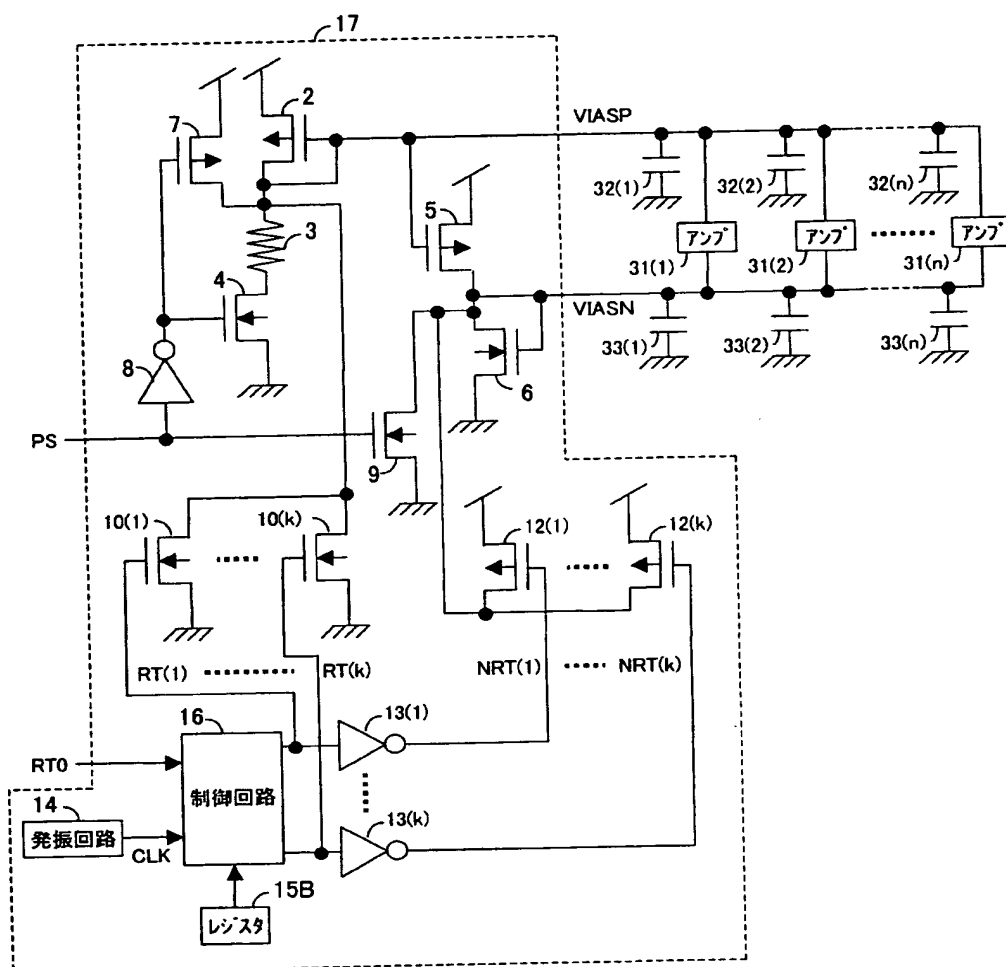 17
2
7
VIASP
32(1)
32(2)
32(n)
5
3
アンプ
アンプ
アンプ
31(1)
31(2)
31(n)
4
VIASN
33(1)
33(2)
33(n)
8
6
PS
9
10(1)
10(k)
12(1)
12(k)
RT(1)
RT(k)
NRT(1)
NRT(k)
16
13(1)
RT0
制御回路
14
発振回路
CLK
13(k)
15B
レジスタ